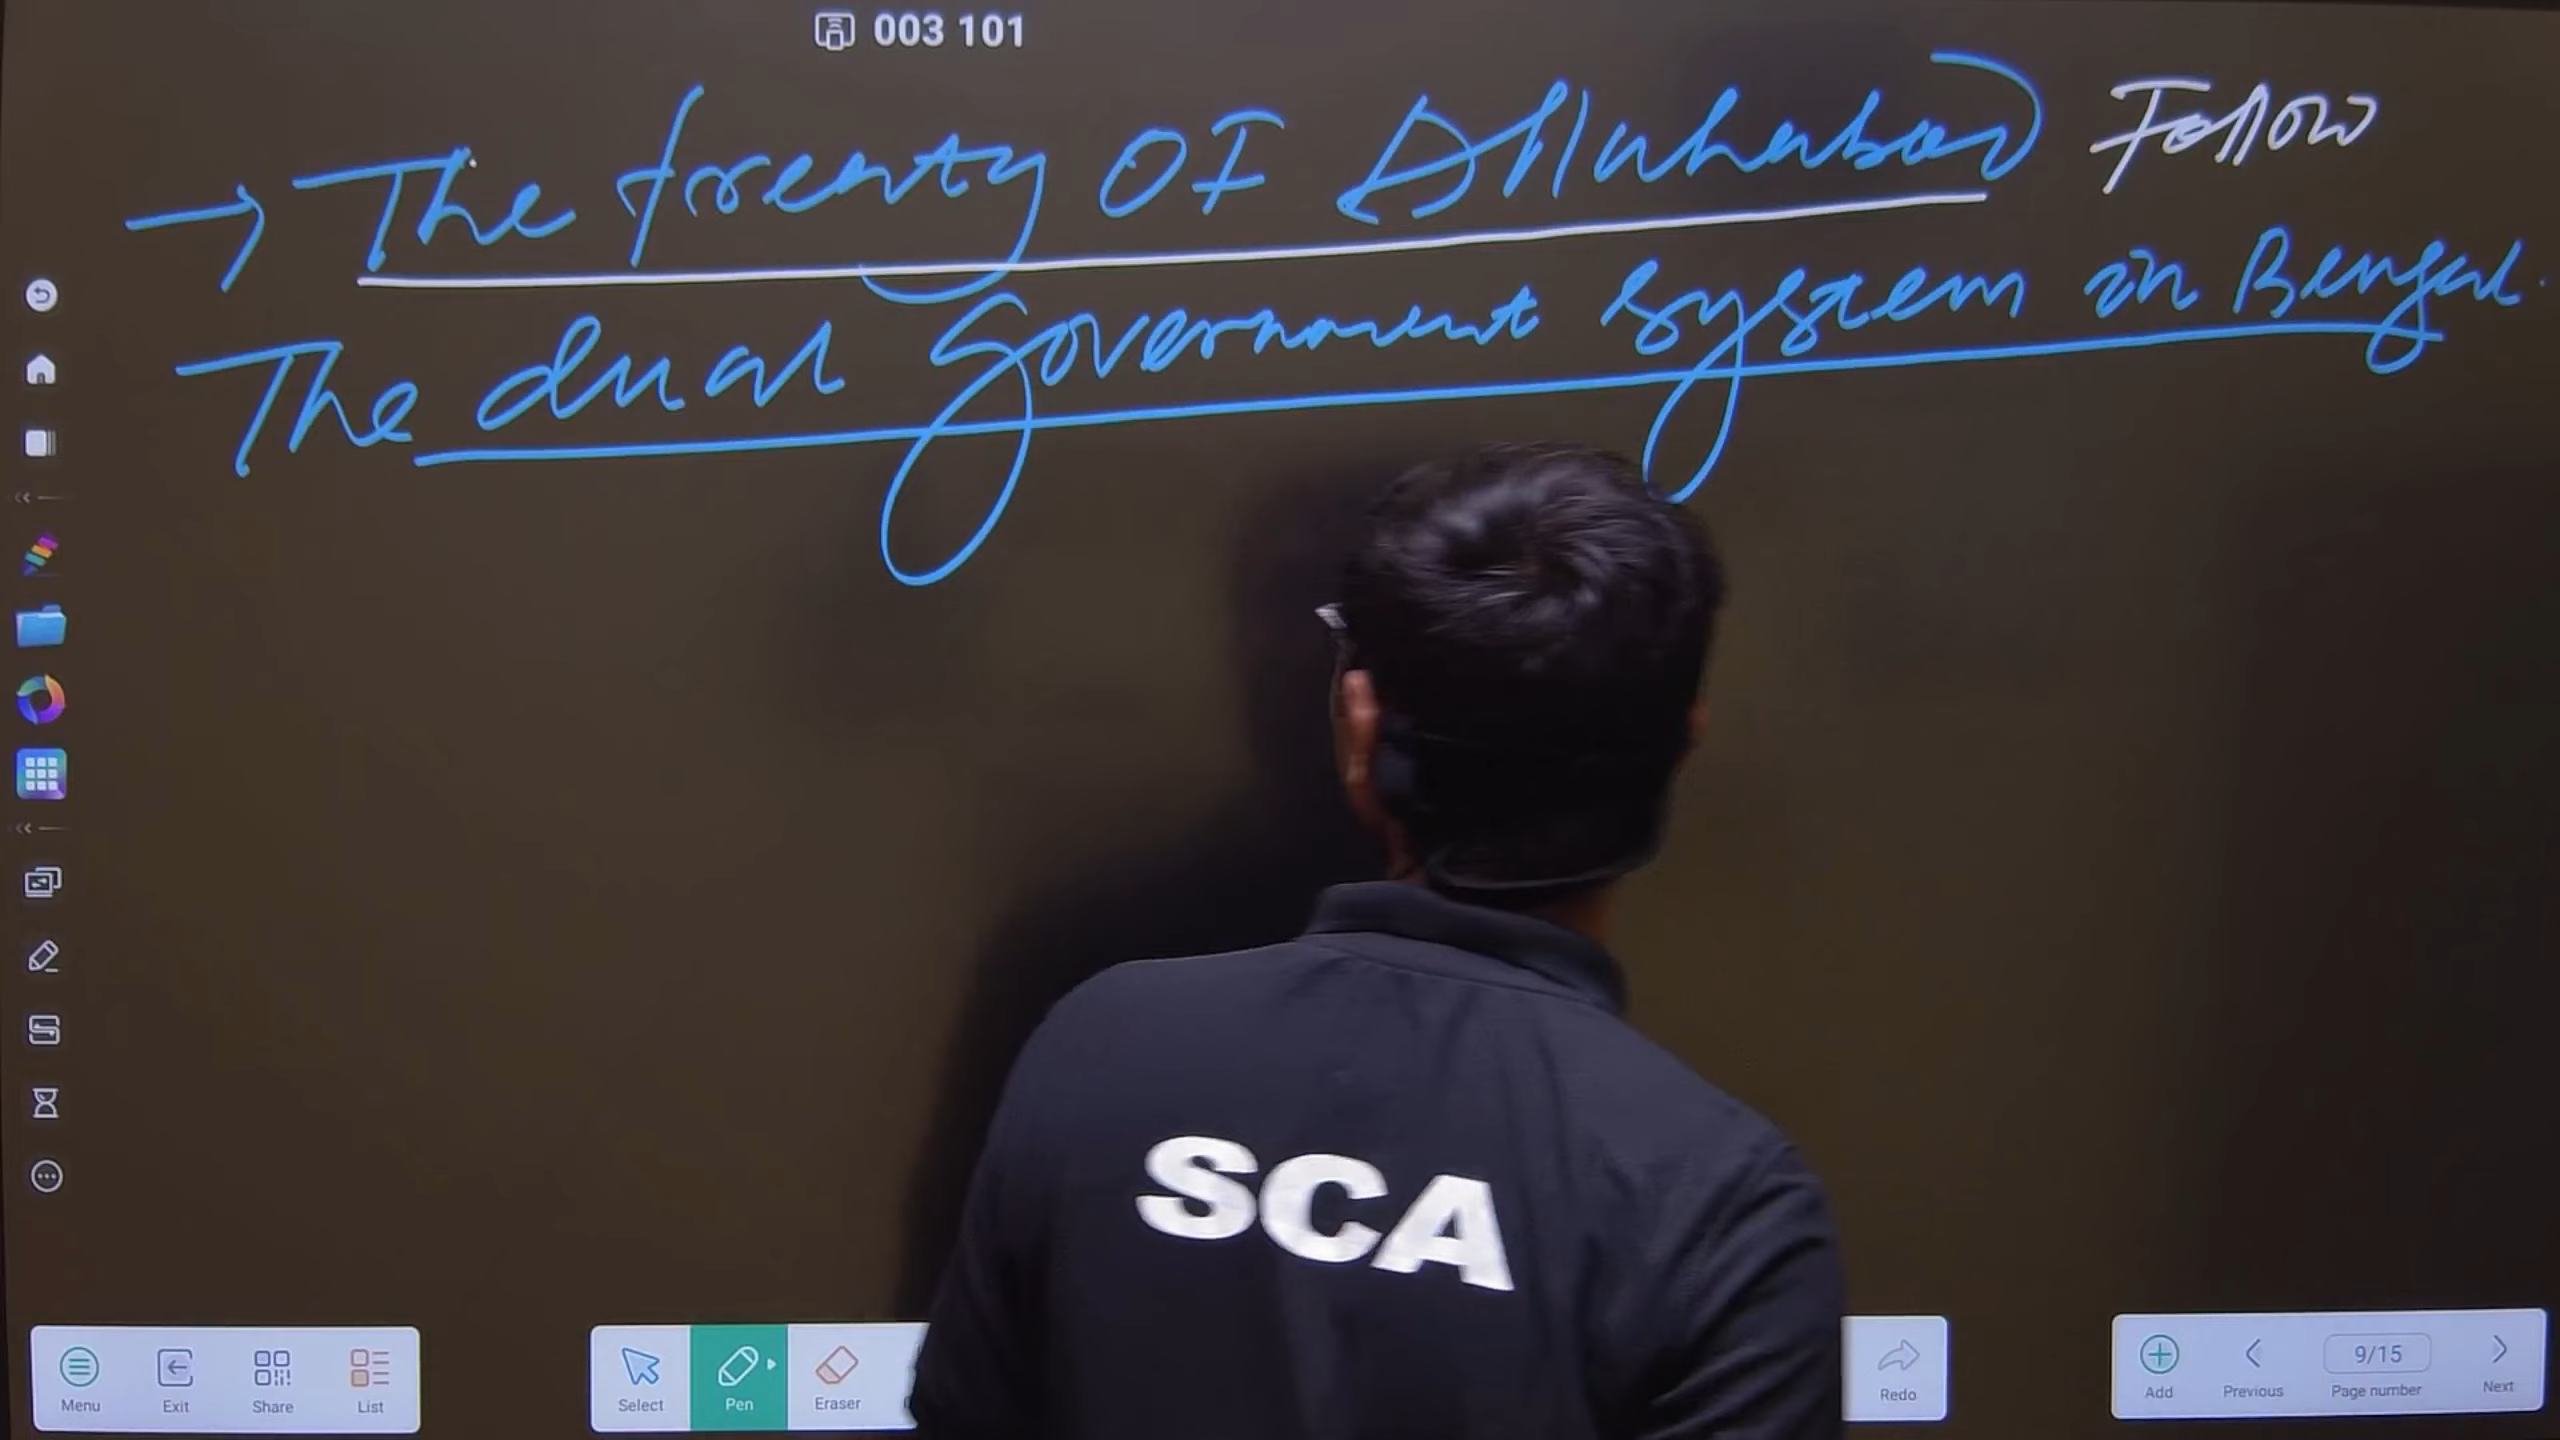 003 101
→ The treaty OF Allahabad Follow
The dual government system in Bengal.
SCA
Menu Exit Share List Select Pen Eraser Redo Add Previous 9/15 Page number Next